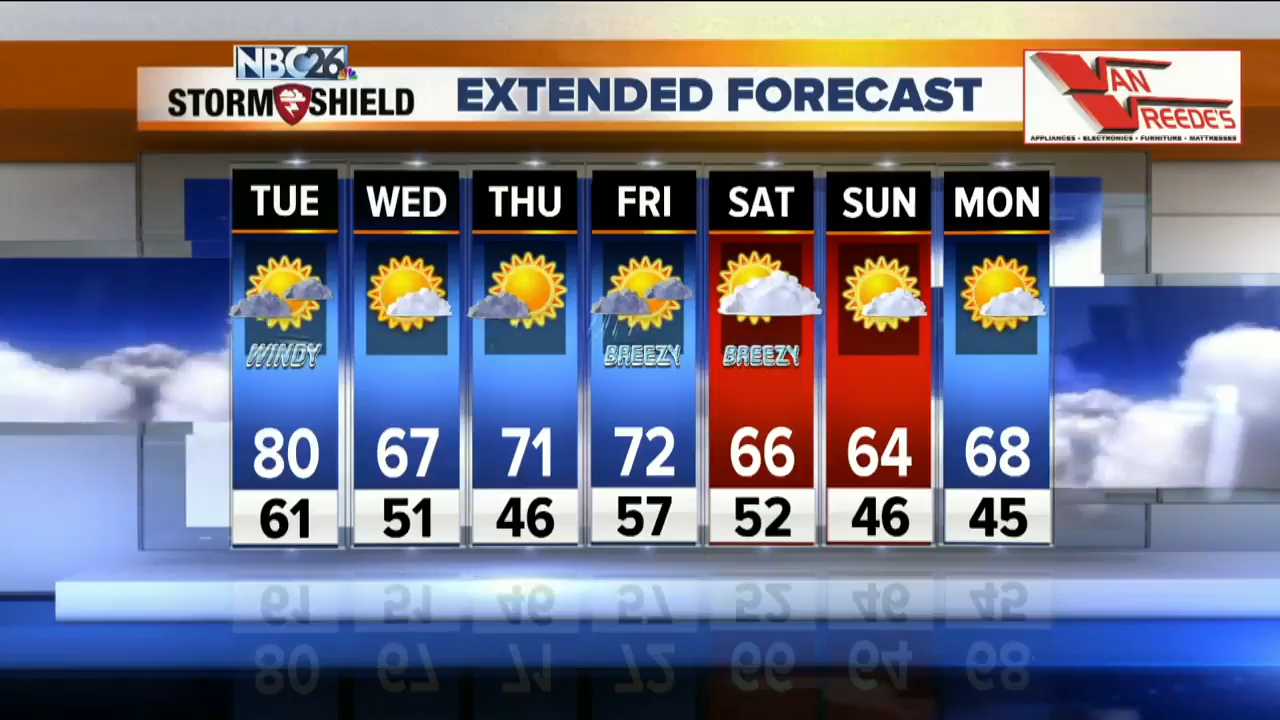 NBC26
STORM SHIELD
EXTENDED FORECAST
VAN
VREEDE'S
APPLIANCES • ELECTRONICS • FURNITURE • MATTRESSES
TUE WED THU FRI SAT SUN MON
WINDY BREEZY BREEZY
80 67 71 72 66 64 68
61 51 46 57 52 46 45